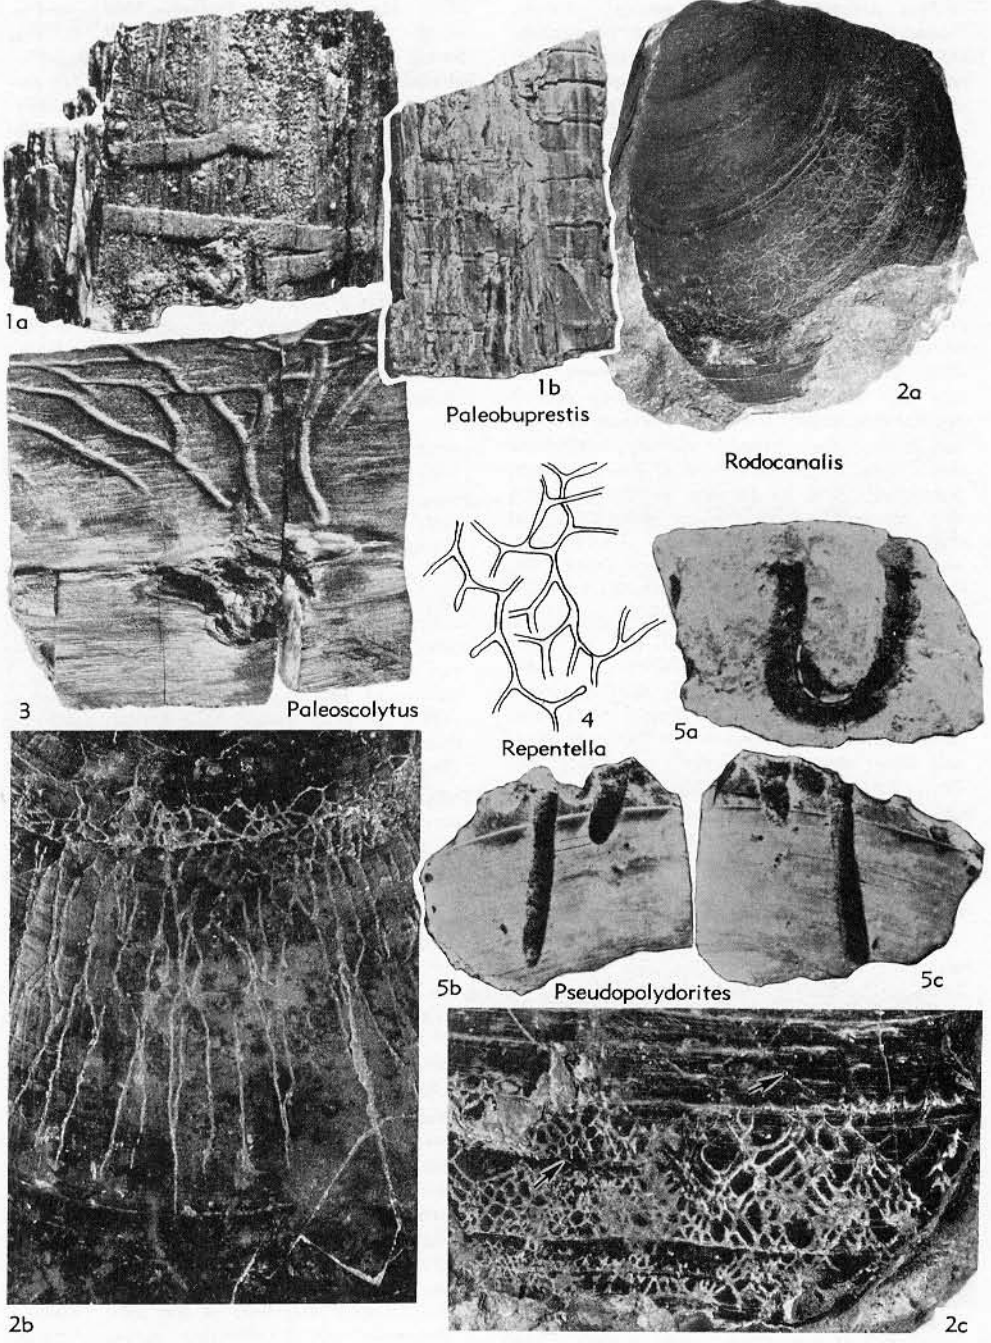 1a
1b
Paleobuprestis
2a
Rodocanalis
3
Paleoscolytus
4
Repentella
5a
5b
Pseudopolydorites
5c
2b
2c